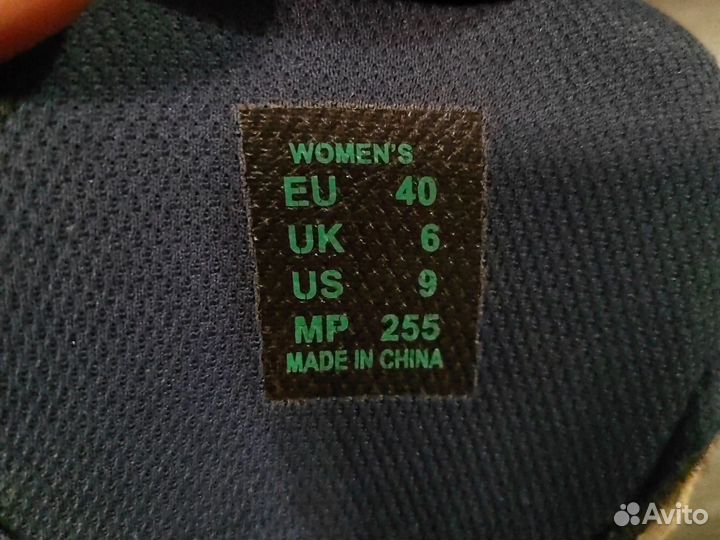 WOMEN'S
EU 40
UK 6
US 9
MP 255
MADE IN CHINA
Avito